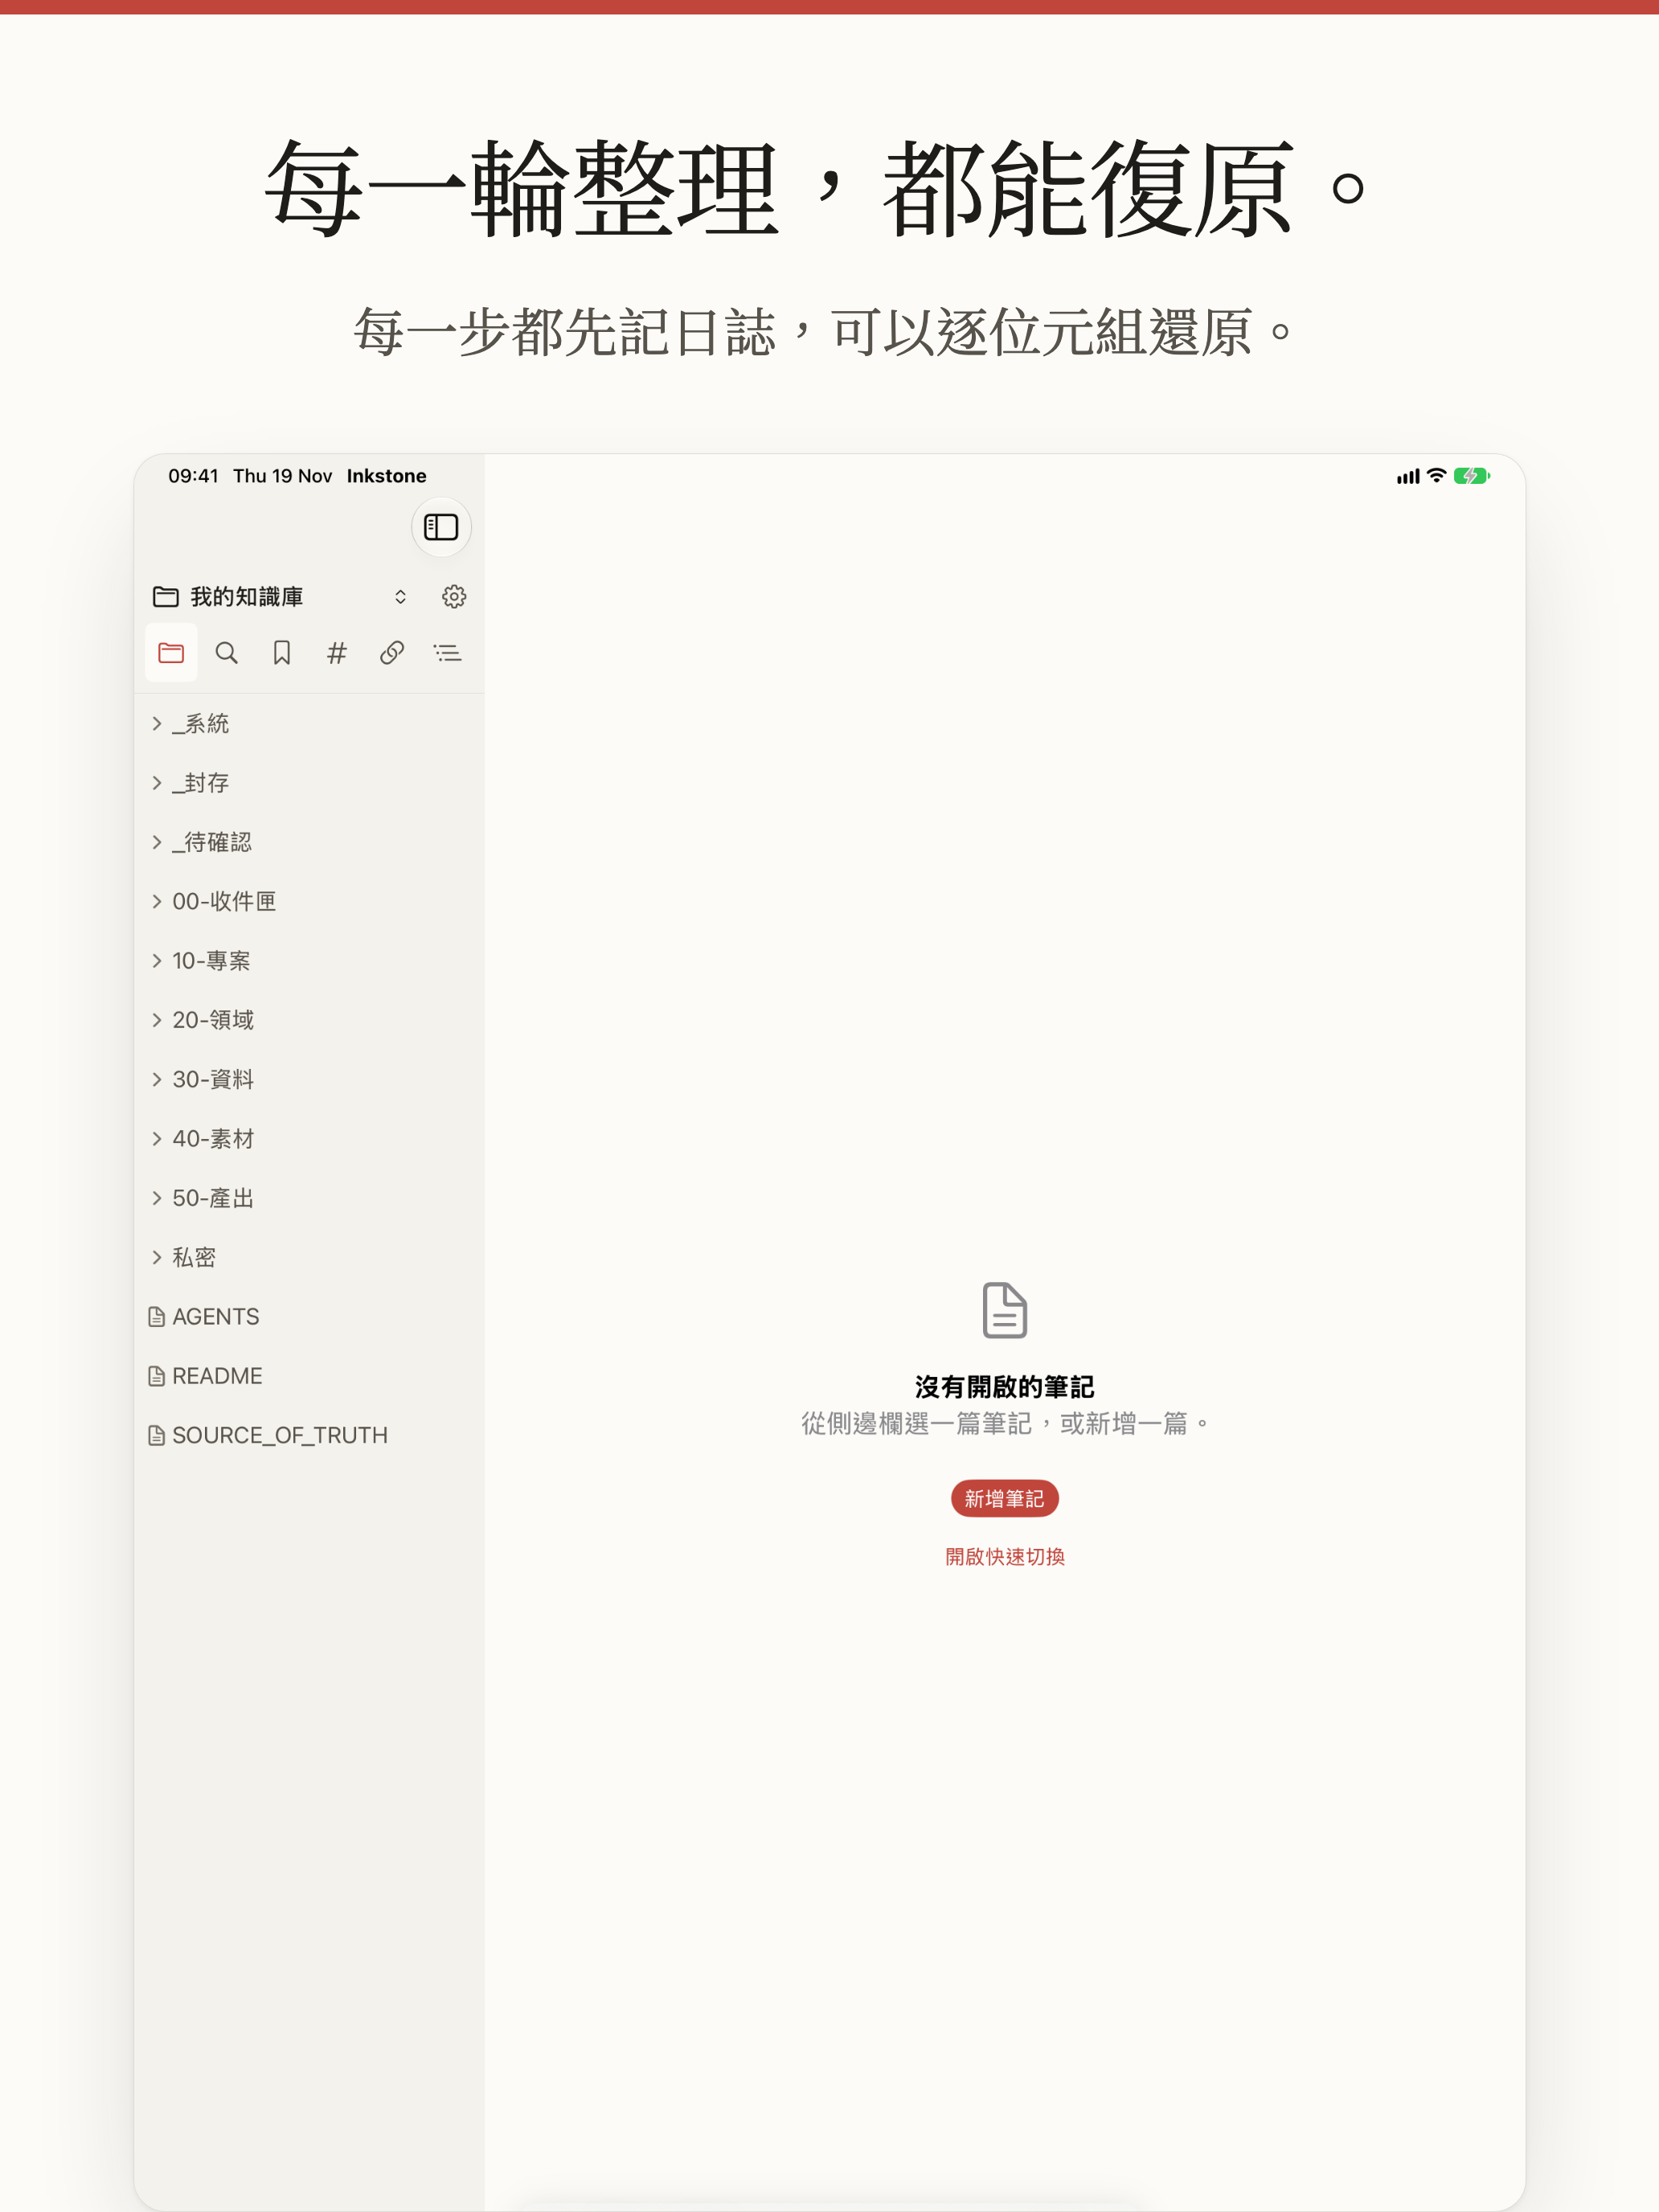 每一輪整理，都能復原。
每一步都先記日誌，可以逐位元組還原。
09:41 Thu 19 Nov Inkstone
我的知識庫
_系統
_封存
_待確認
00-收件匣
10-專案
20-領域
30-資料
40-素材
50-產出
私密
AGENTS
README
SOURCE_OF_TRUTH
沒有開啟的筆記
從側邊欄選一篇筆記，或新增一篇。
新增筆記
開啟快速切換